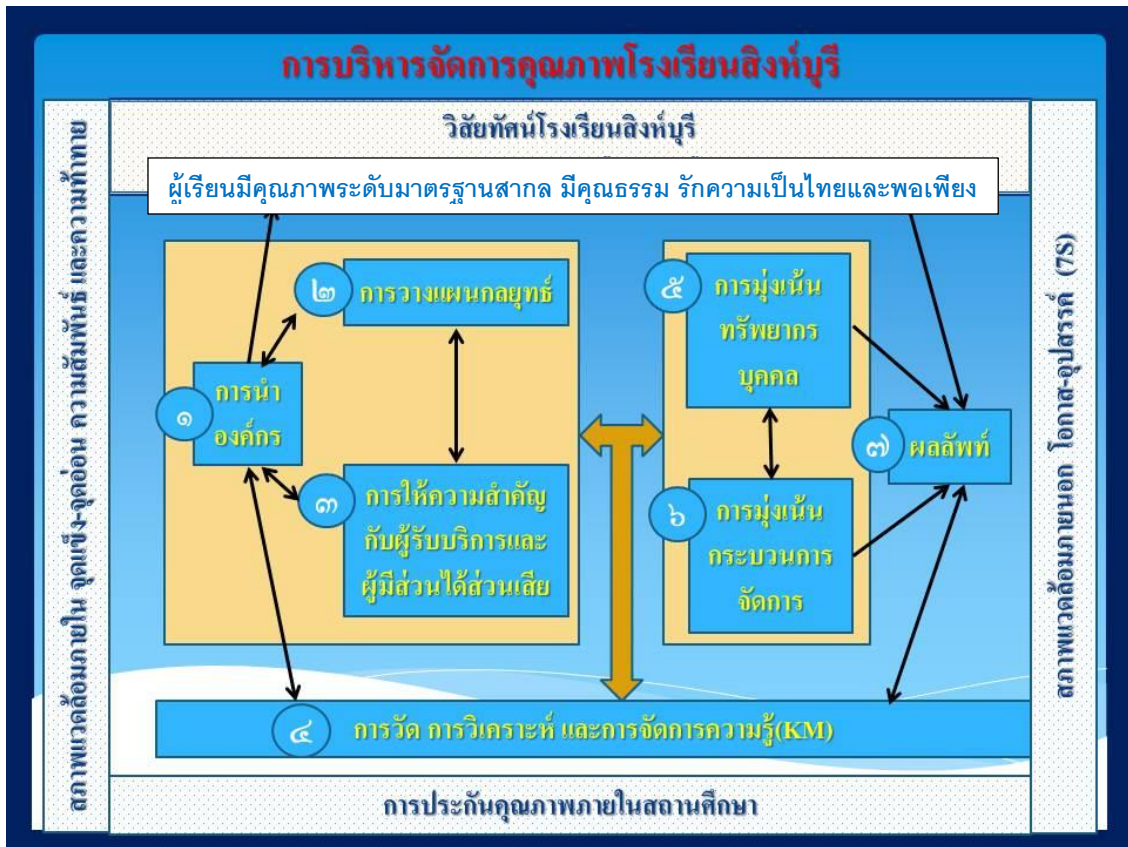 การบริหารจัดการคุณภาพโรงเรียนสิงห์บุรี
วิสัยทัศน์โรงเรียนสิงห์บุรี
ผู้เรียนมีคุณภาพระดับมาตรฐานสากล มีคุณธรรม รักความเป็นไทยและพอเพียง
สภาพแวดล้อมภายใน จุดแข็ง-จุดอ่อน ความสัมพันธ์ และความท้าทาย
๑
การนำ
องค์กร
๒
การวางแผนกลยุทธ์
๓
การให้ความสำคัญ
กับผู้รับบริการและ
ผู้มีส่วนได้ส่วนเสีย
๕
การมุ่งเน้น
ทรัพยากร
บุคคล
๖
การมุ่งเน้น
กระบวนการ
จัดการ
๗
ผลลัพท์
๔
การวัด การวิเคราะห์ และการจัดการความรู้(KM)
การประกันคุณภาพภายในสถานศึกษา
สภาพแวดล้อมภายนอก โอกาส-อุปสรรค์ (7S)